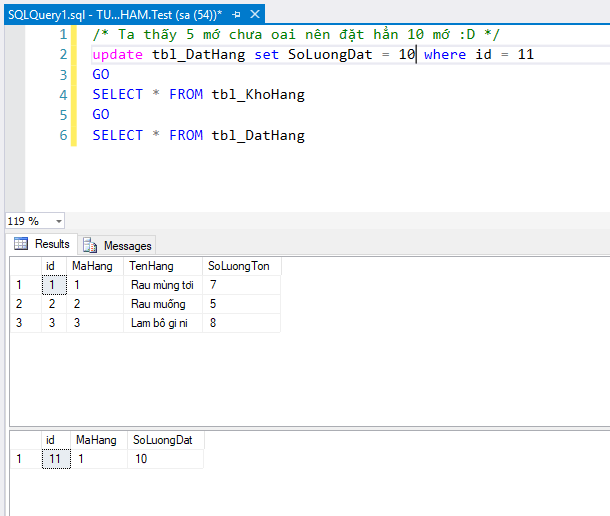 SQLQuery1.sql - TU...HAM.Test (sa (54))*
1 /* Ta thấy 5 mớ chưa oai nên đặt hẳn 10 mớ :D */
2 update tbl_DatHang set SoLuongDat = 10 where id = 11
3 GO
4 SELECT * FROM tbl_KhoHang
5 GO
6 SELECT * FROM tbl_DatHang
119 %
Results Messages
id MaHang TenHang SoLuongTon
1 1 1 Rau mùng tơi 7
2 2 2 Rau muống 5
3 3 3 Lam bô gi ni 8
id MaHang SoLuongDat
1 11 1 10